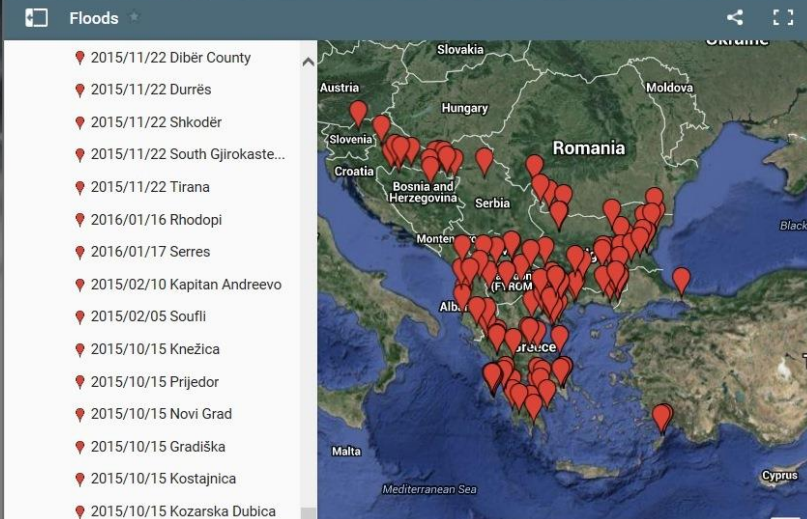 Floods
2015/11/22 Dibër County
2015/11/22 Durrës
2015/11/22 Shkodër
2015/11/22 South Gjirokaste...
2015/11/22 Tirana
2016/01/16 Rhodopi
2016/01/17 Serres
2015/02/10 Kapitan Andreevo
2015/02/05 Soufli
2015/10/15 Knežica
2015/10/15 Prijedor
2015/10/15 Novi Grad
2015/10/15 Gradiška
2015/10/15 Kostajnica
2015/10/15 Kozarska Dubica
Ukraine
Slovakia
Austria
Moldova
Hungary
Slovenia
Romania
Croatia
Bosnia and
Herzegovina
Serbia
Black
(FYROM
Greece
Malta
Cyprus
Mediterranean Sea